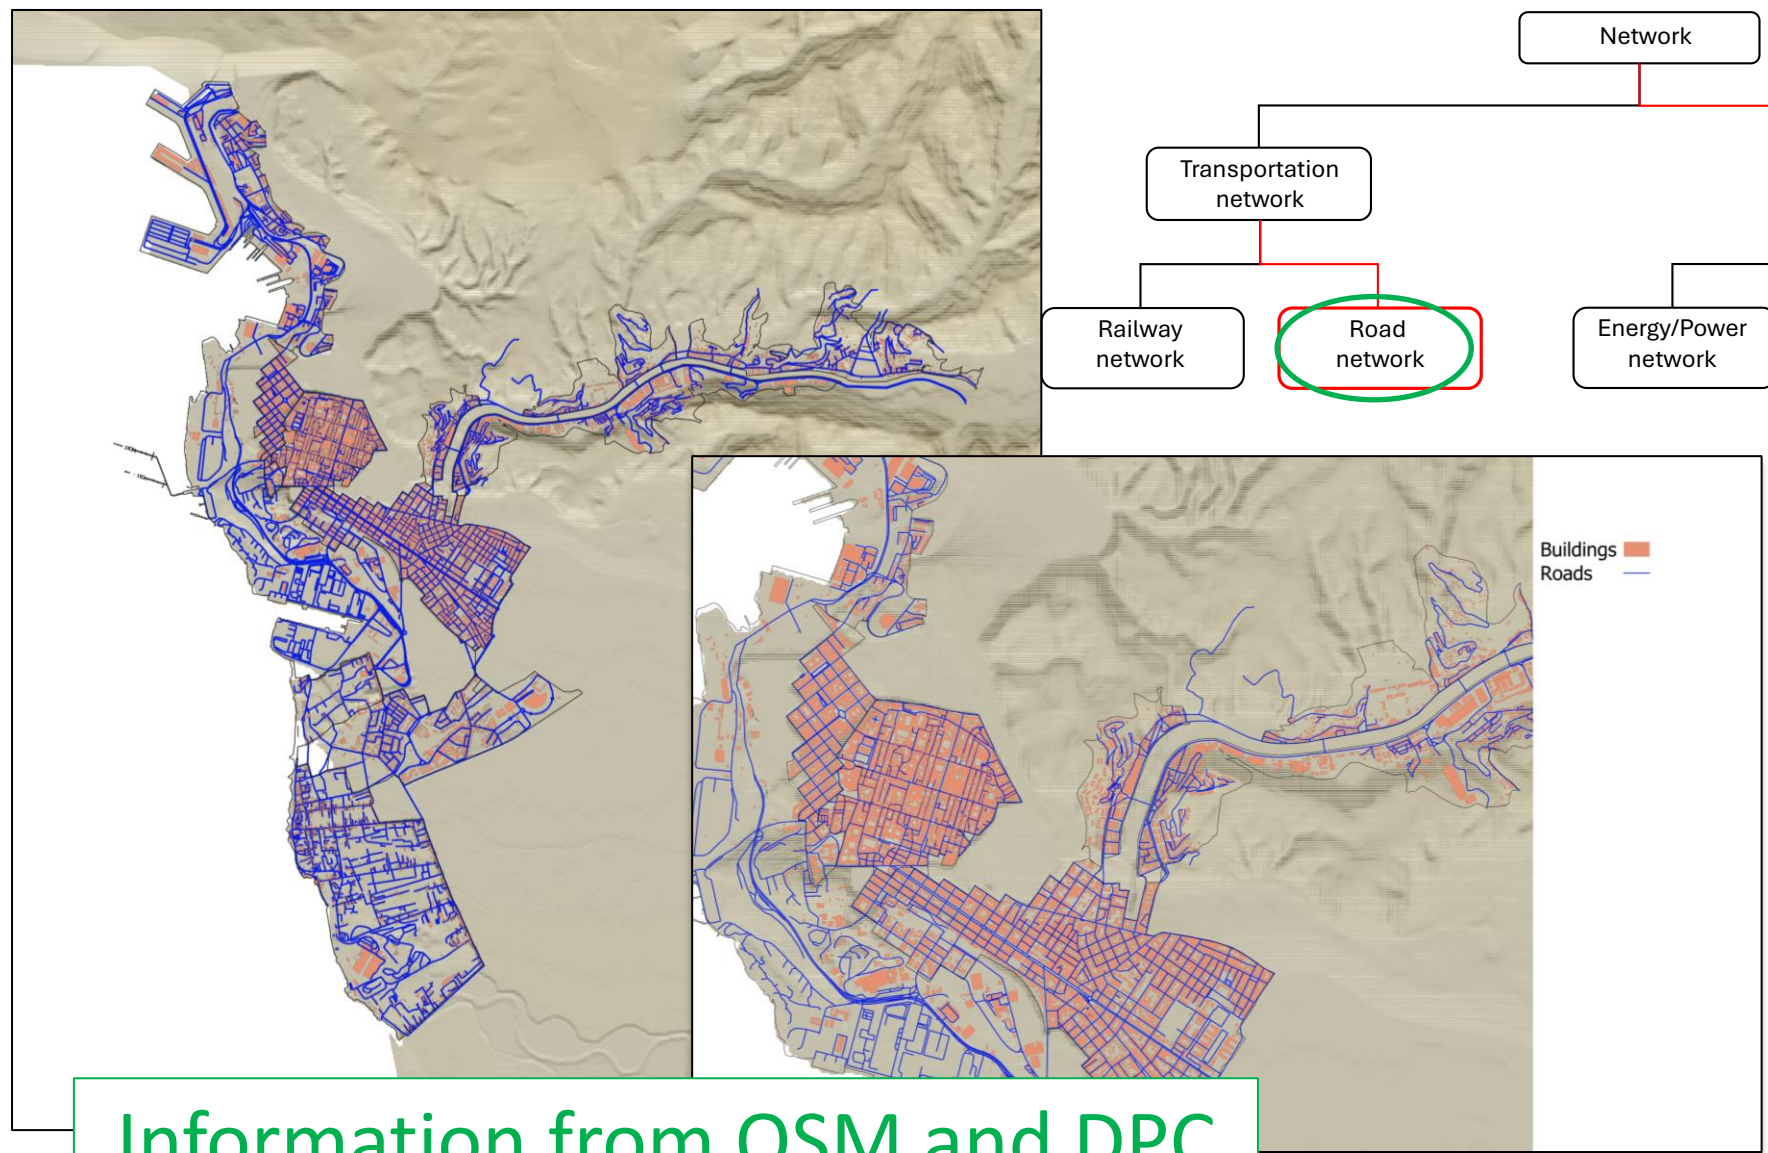 Network
Transportation
network
Railway
network
Road
network
Energy/Power
network
Buildings
Roads
Information from OSM and DPC